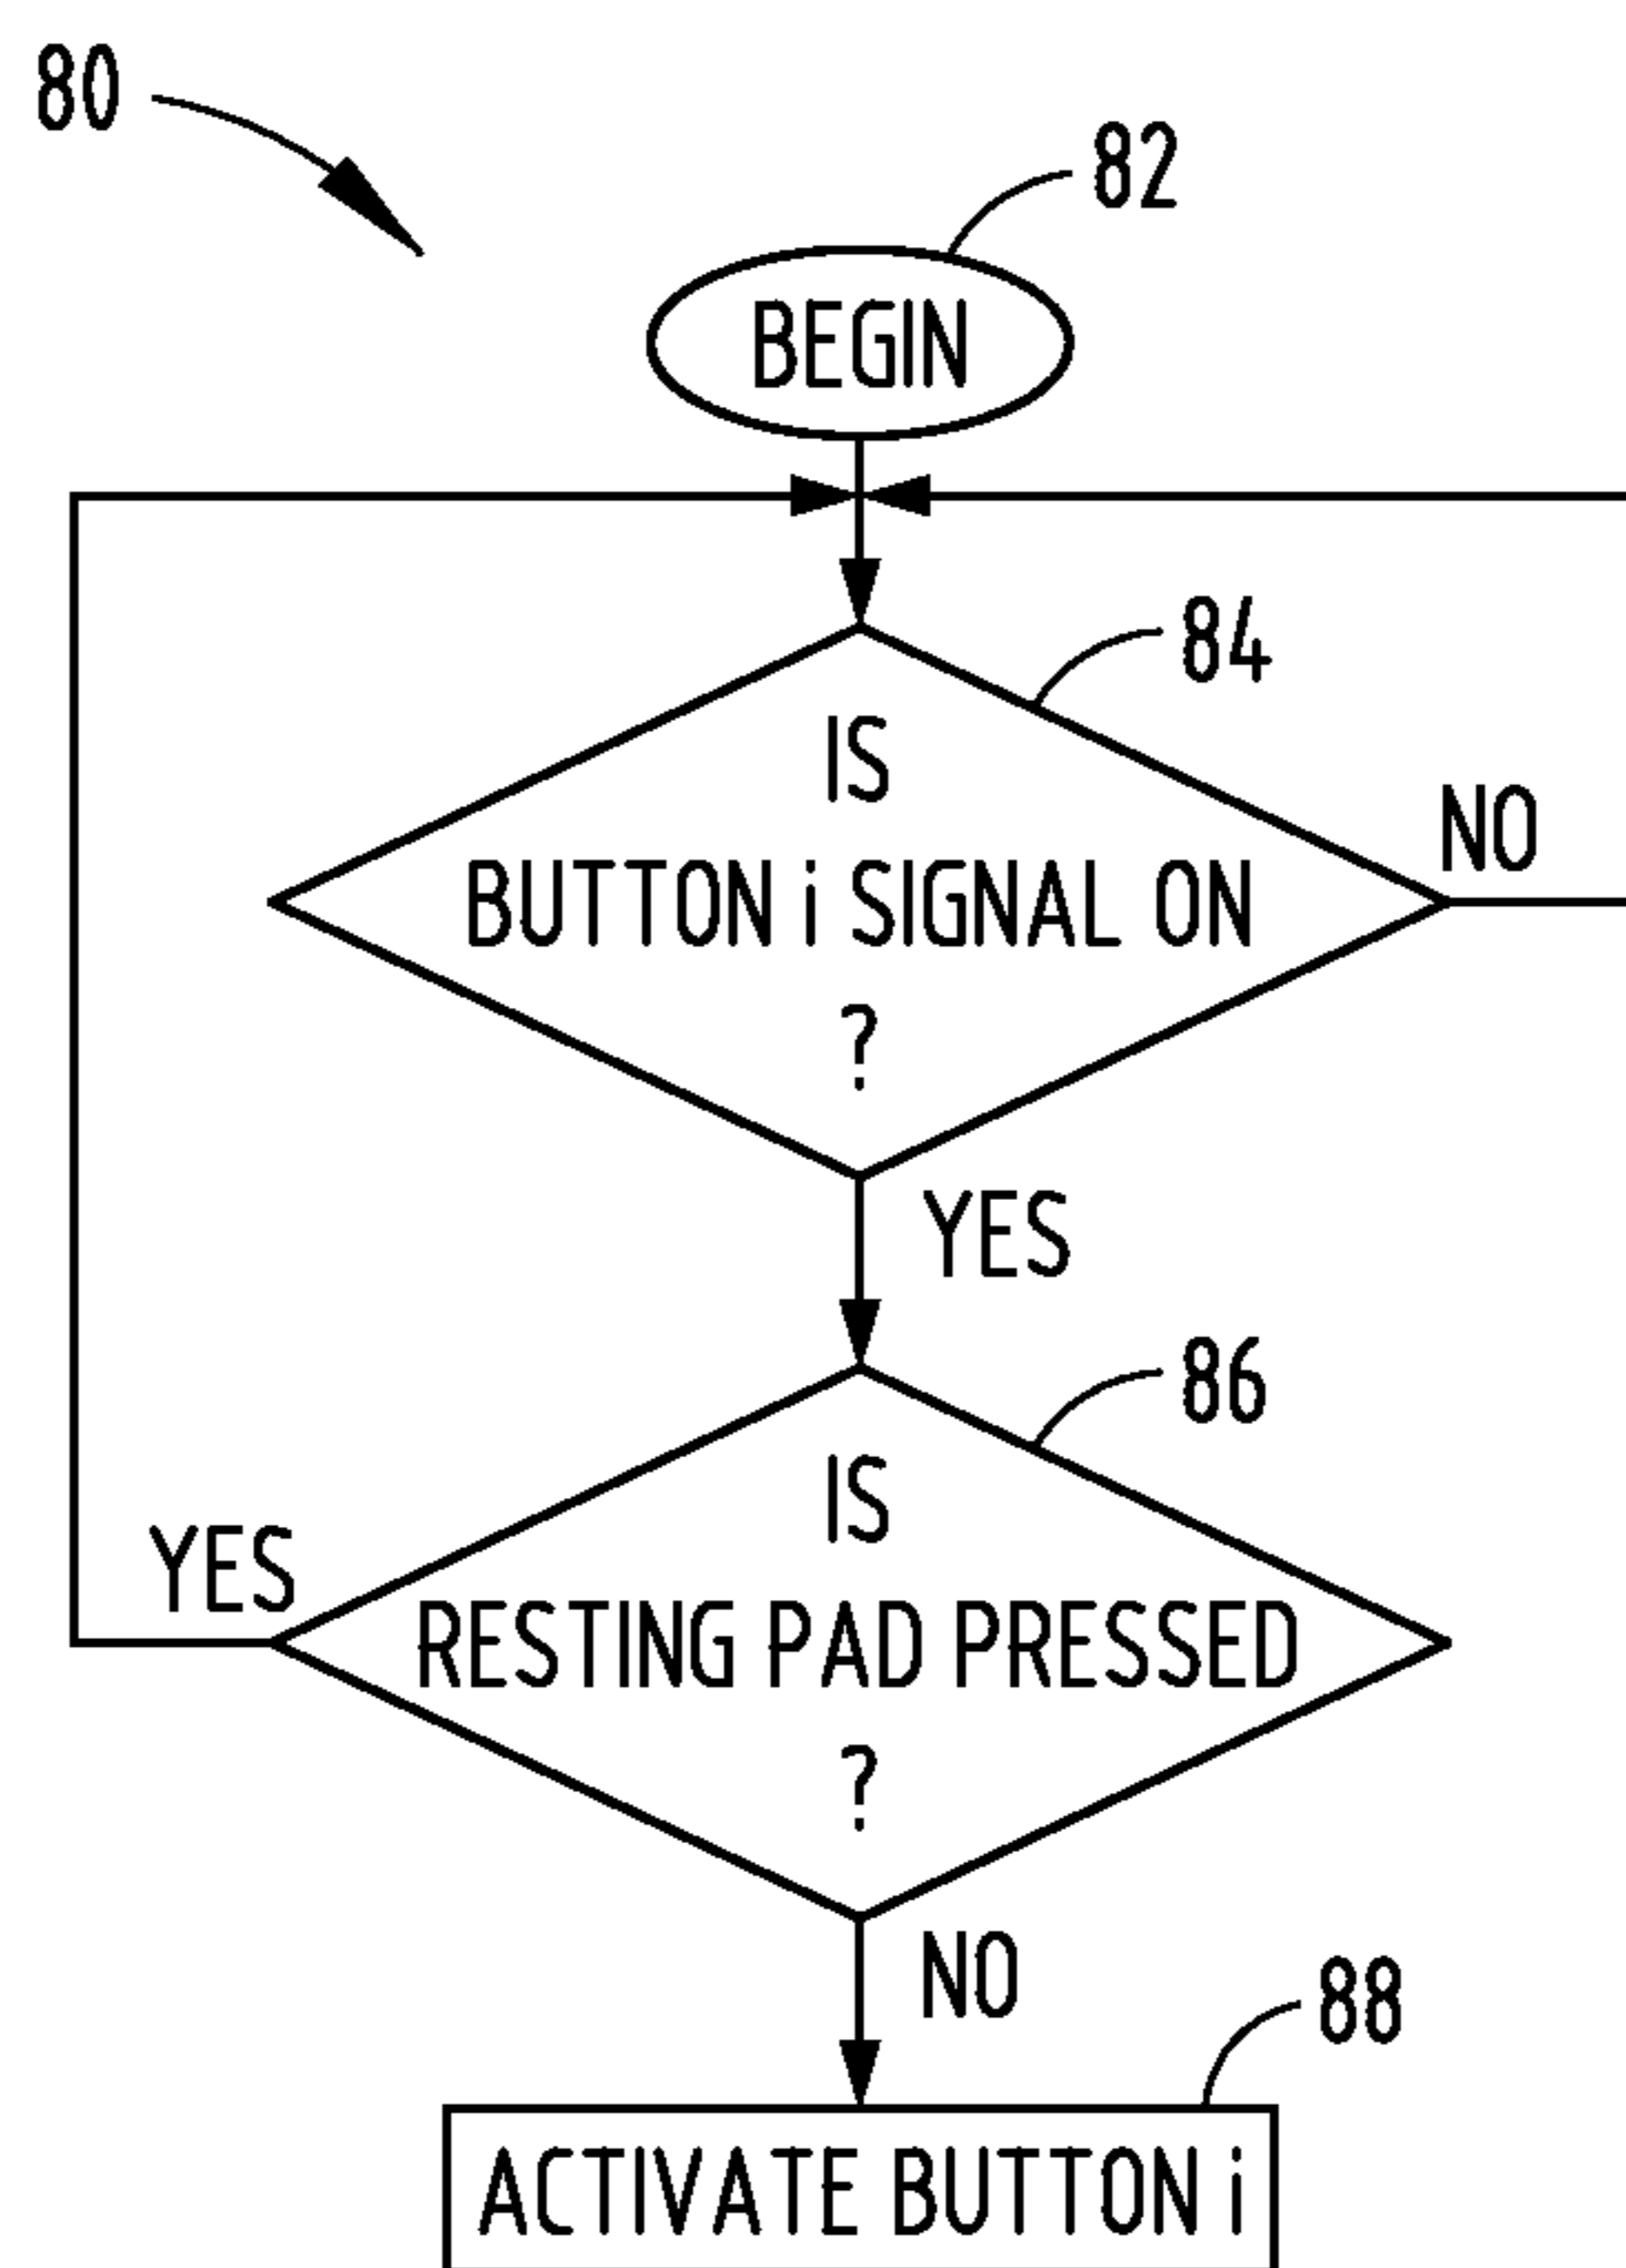 80
82
BEGIN
84
IS
BUTTON i SIGNAL ON
?
NO
YES
86
IS
RESTING PAD PRESSED
?
YES
NO
88
ACTIVATE BUTTON i